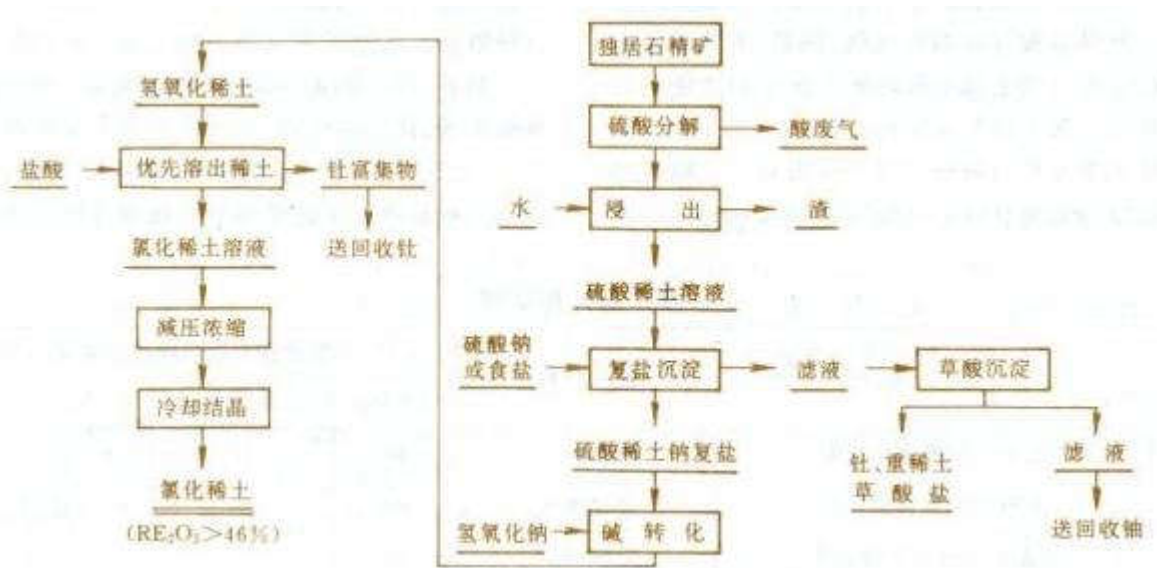 独居石精矿
硫酸分解
酸废气
水
浸出
渣
硫酸稀土溶液
硫酸钠
或食盐
复盐沉淀
滤液
草酸沉淀
钍、重稀土
草酸盐
滤液
送回收铀
硫酸稀土钠复盐
氢氧化钠
碱转化
氢氧化稀土
盐酸
优先溶出稀土
钍富集物
送回收钍
氯化稀土溶液
减压浓缩
冷却结晶
氯化稀土
(RE₂O₃>46%)